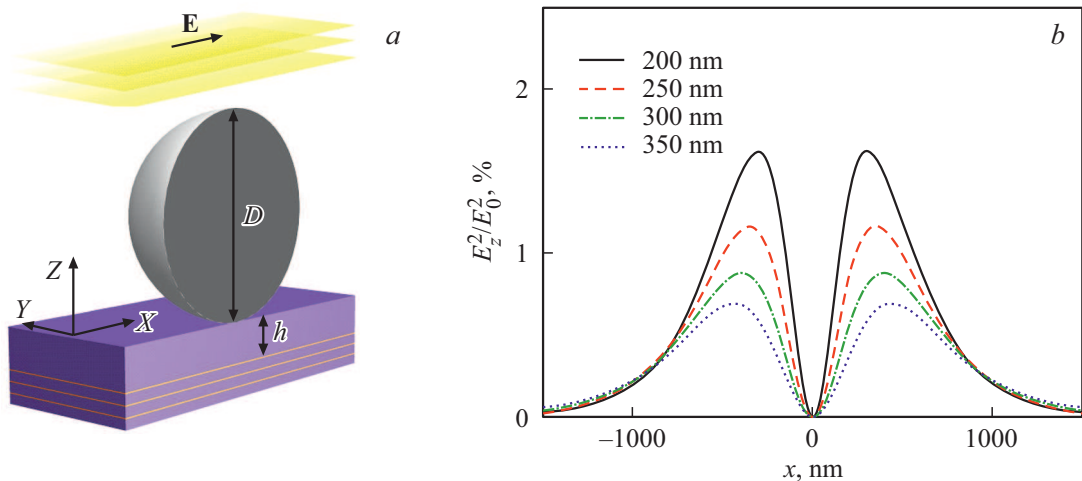 E
a
D
Z
Y
X
h
b
200 nm
250 nm
300 nm
350 nm
2
1
0
E_z^2/E_0^2, %
–1000 0 1000
x, nm